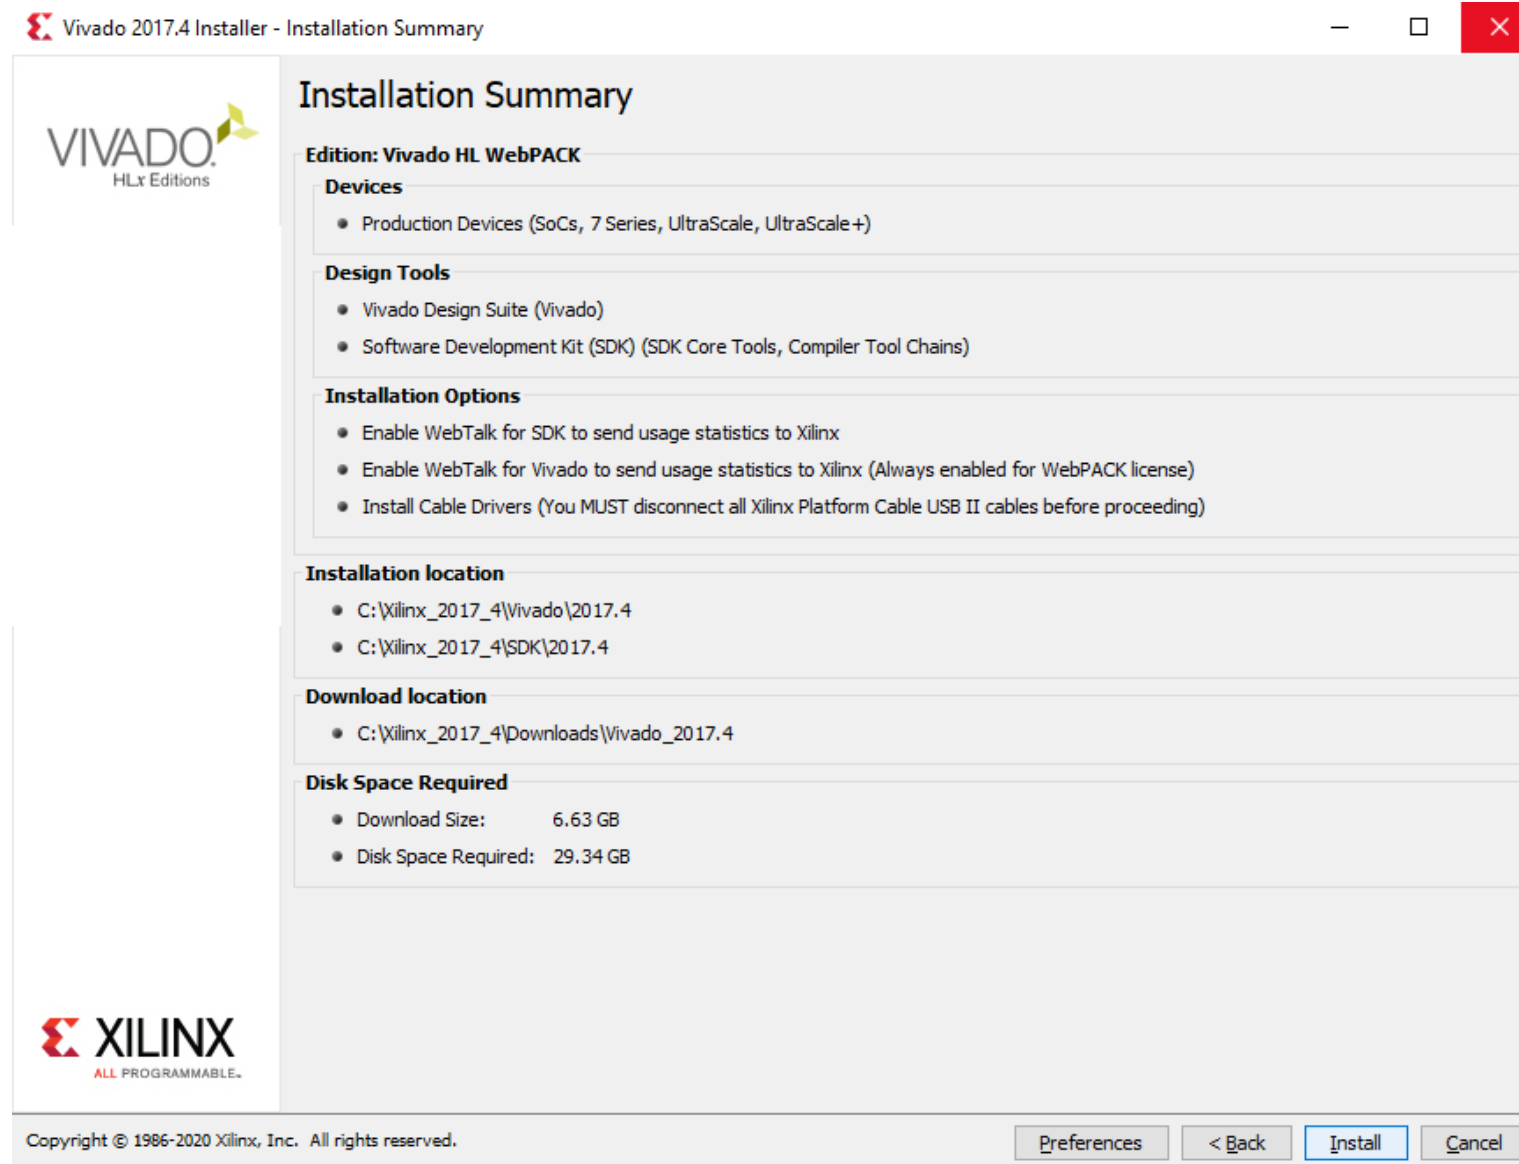 Vivado 2017.4 Installer - Installation Summary
VIVADO.
HLx Editions
Installation Summary
Edition: Vivado HL WebPACK
Devices
Production Devices (SoCs, 7 Series, UltraScale, UltraScale+)
Design Tools
Vivado Design Suite (Vivado)
Software Development Kit (SDK) (SDK Core Tools, Compiler Tool Chains)
Installation Options
Enable WebTalk for SDK to send usage statistics to Xilinx
Enable WebTalk for Vivado to send usage statistics to Xilinx (Always enabled for WebPACK license)
Install Cable Drivers (You MUST disconnect all Xilinx Platform Cable USB II cables before proceeding)
Installation location
C:\Xilinx_2017_4\Vivado\2017.4
C:\Xilinx_2017_4\SDK\2017.4
Download location
C:\Xilinx_2017_4\Downloads\Vivado_2017.4
Disk Space Required
Download Size: 6.63 GB
Disk Space Required: 29.34 GB
XILINX
ALL PROGRAMMABLE™
Copyright © 1986-2020 Xilinx, Inc. All rights reserved.
Preferences < Back Install Cancel